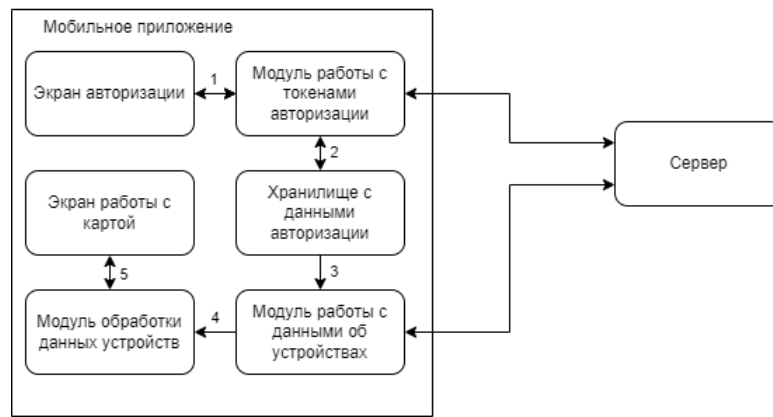 Мобильное приложение
Экран авторизации
1
Модуль работы с
токенами
авторизации
2
Сервер
Экран работы с
картой
Хранилище с
данными
авторизации
5
3
Модуль обработки
данных устройств
4
Модуль работы с
данными об
устройствах